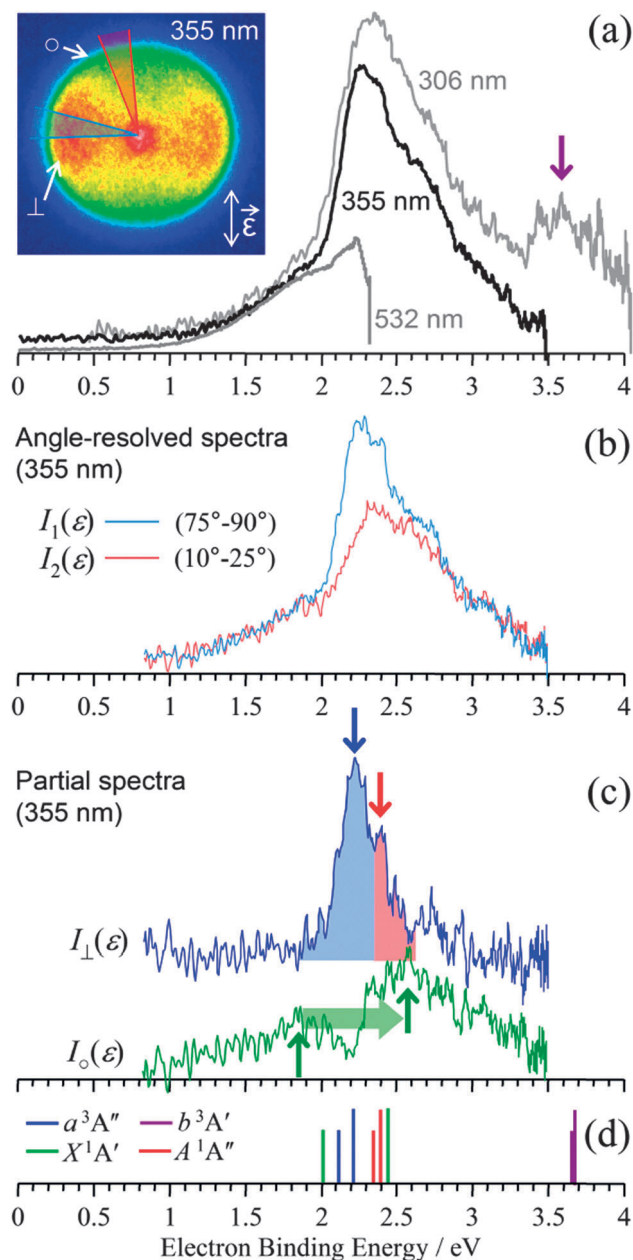 355 nm
(a)
○
306 nm
355 nm
⊥
ε
532 nm
0 0.5 1 1.5 2 2.5 3 3.5 4
Angle-resolved spectra
(355 nm)
(b)
I₁(ε) (75°-90°)
I₂(ε) (10°-25°)
0 0.5 1 1.5 2 2.5 3 3.5 4
Partial spectra
(355 nm)
(c)
I⊥(ε)
I○(ε)
0 0.5 1 1.5 2 2.5 3 3.5 4
a ³A″ b ³A′
X ¹A′ A ¹A″
(d)
0 0.5 1 1.5 2 2.5 3 3.5 4
Electron Binding Energy / eV